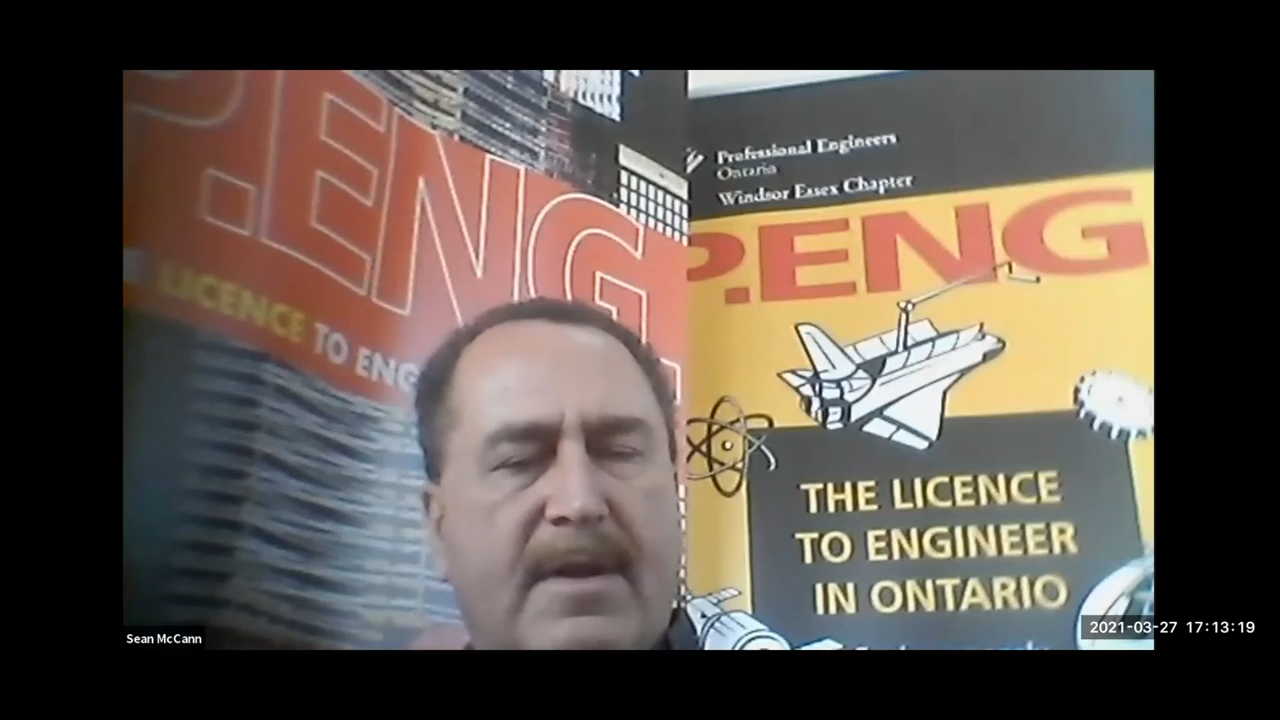 P.ENG.
LICENCE TO ENG
Professional Engineers
Ontario
Windsor Essex Chapter
P.ENG
THE LICENCE
TO ENGINEER
IN ONTARIO
Sean McCann
2021-03-27 17:13:19